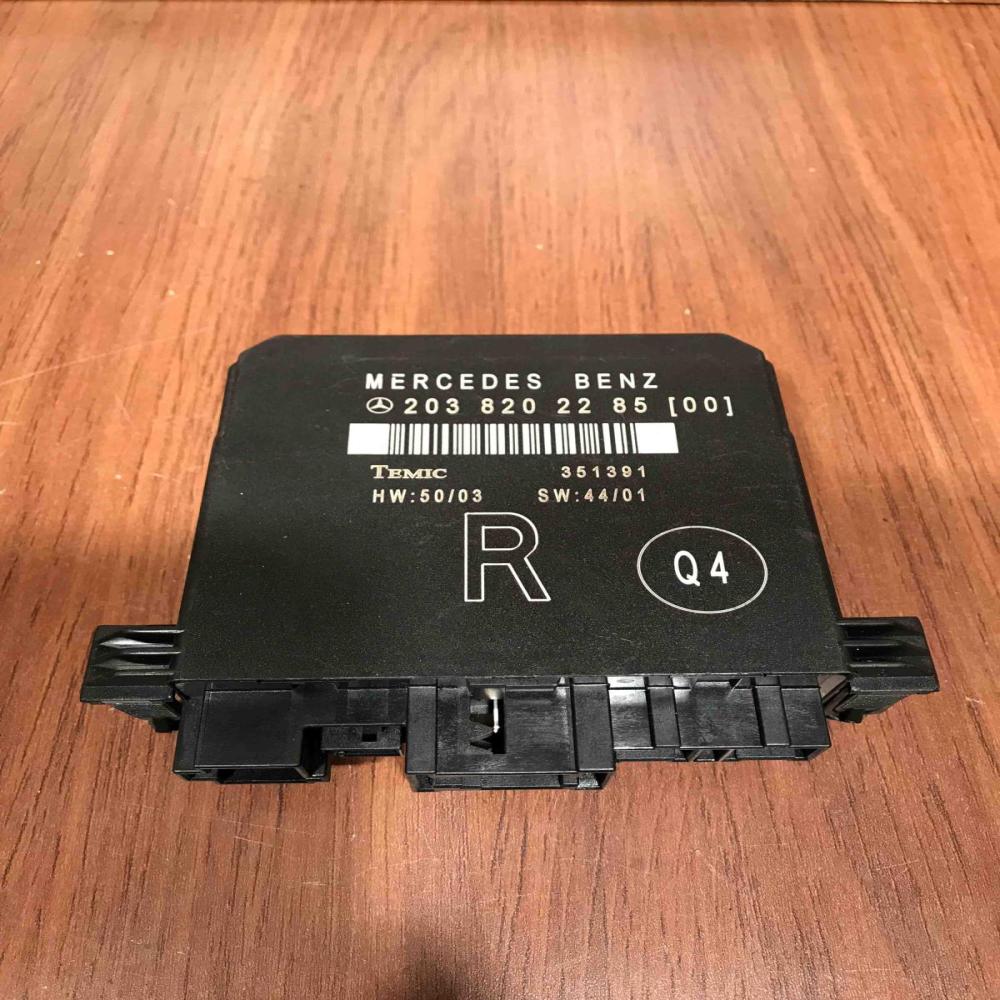 MERCEDES BENZ
203 820 22 85 [00]
TEMIC 351391
HW:50/03 SW:44/01
R
Q4